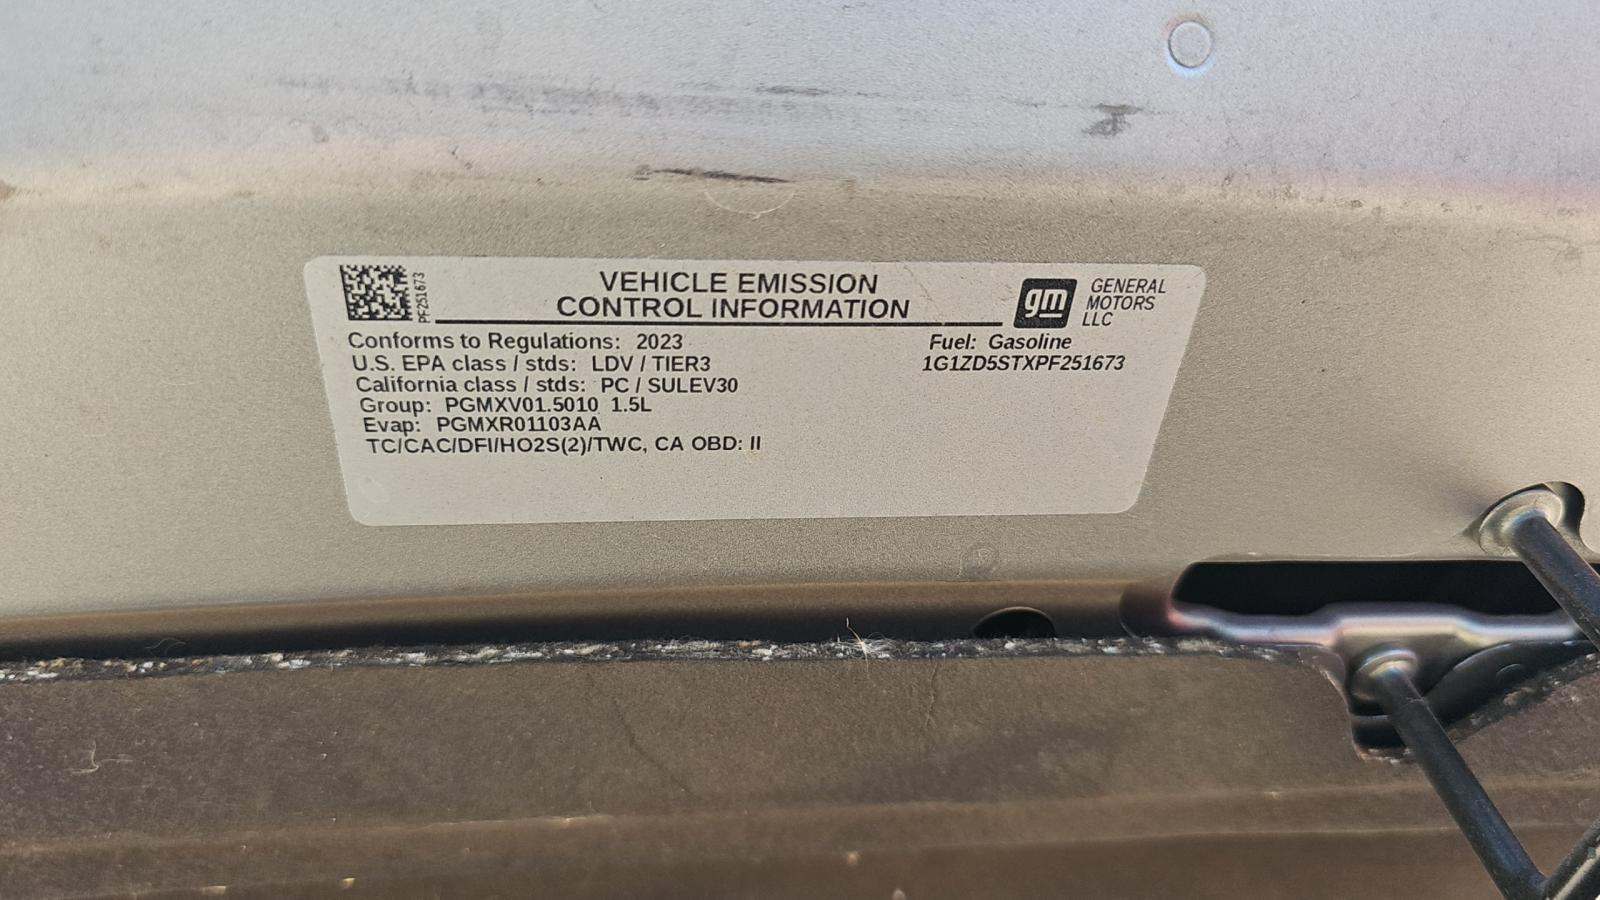 PF251673
VEHICLE EMISSION
CONTROL INFORMATION
gm
GENERAL
MOTORS
LLC
Conforms to Regulations: 2023
U.S. EPA class / stds: LDV / TIER3
California class / stds: PC / SULEV30
Group: PGMXV01.5010 1.5L
Evap: PGMXR01103AA
TC/CAC/DFI/HO2S(2)/TWC, CA OBD: II
Fuel: Gasoline
1G1ZD5STXPF251673